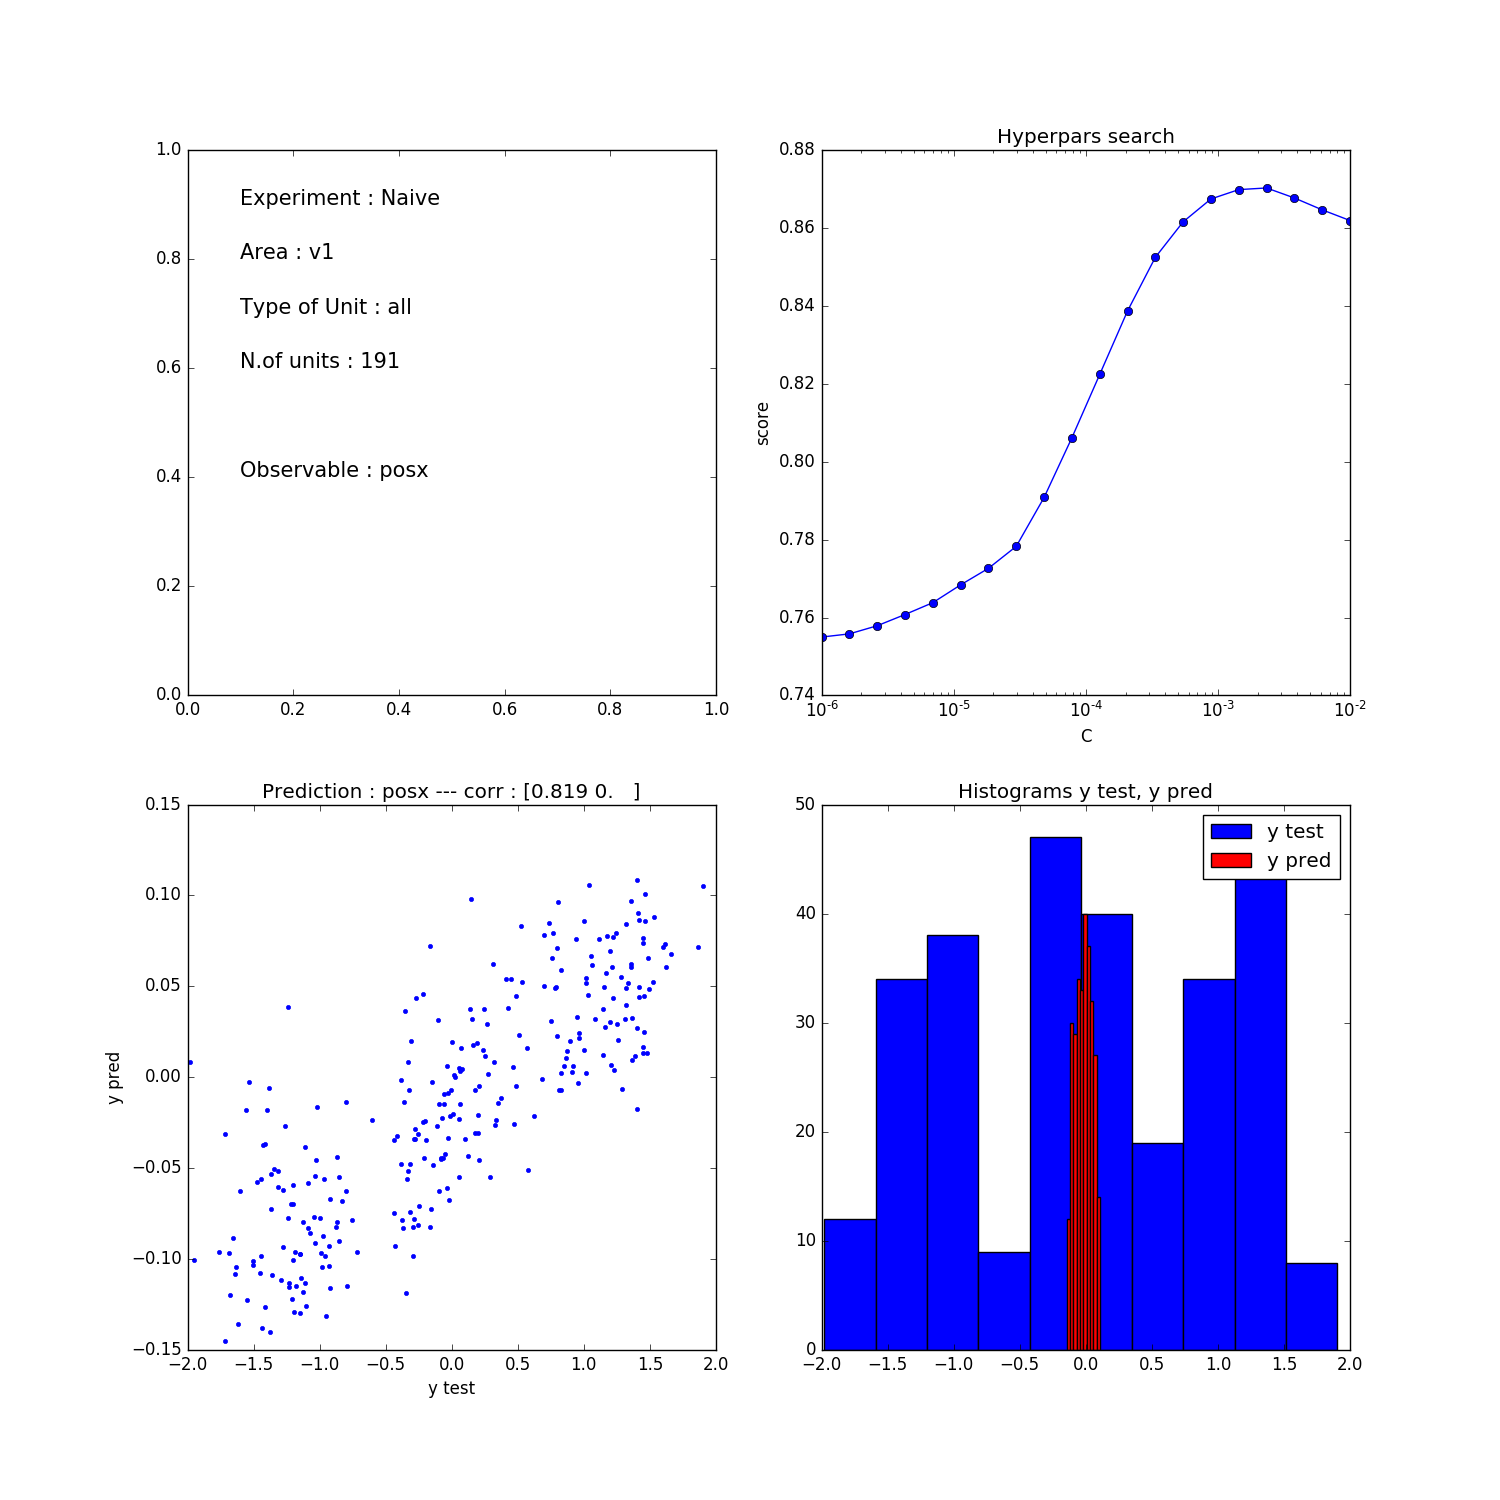 1.0
0.8
0.6
0.4
0.2
0.0
Experiment : Naive
Area : v1
Type of Unit : all
N.of units : 191
Observable : posx
0.0 0.2 0.4 0.6 0.8 1.0
Hyperpars search
0.88
0.86
0.84
0.82
0.80
0.78
0.76
0.74
score
10-6 10-5 10-4 10-3 10-2
C
Prediction : posx --- corr : [0.819 0.   ]
0.15
0.10
0.05
0.00
−0.05
−0.10
−0.15
y pred
−2.0 −1.5 −1.0 −0.5 0.0 0.5 1.0 1.5 2.0
y test
Histograms y test, y pred
50
40
30
20
10
0
y test
y pred
−2.0 −1.5 −1.0 −0.5 0.0 0.5 1.0 1.5 2.0